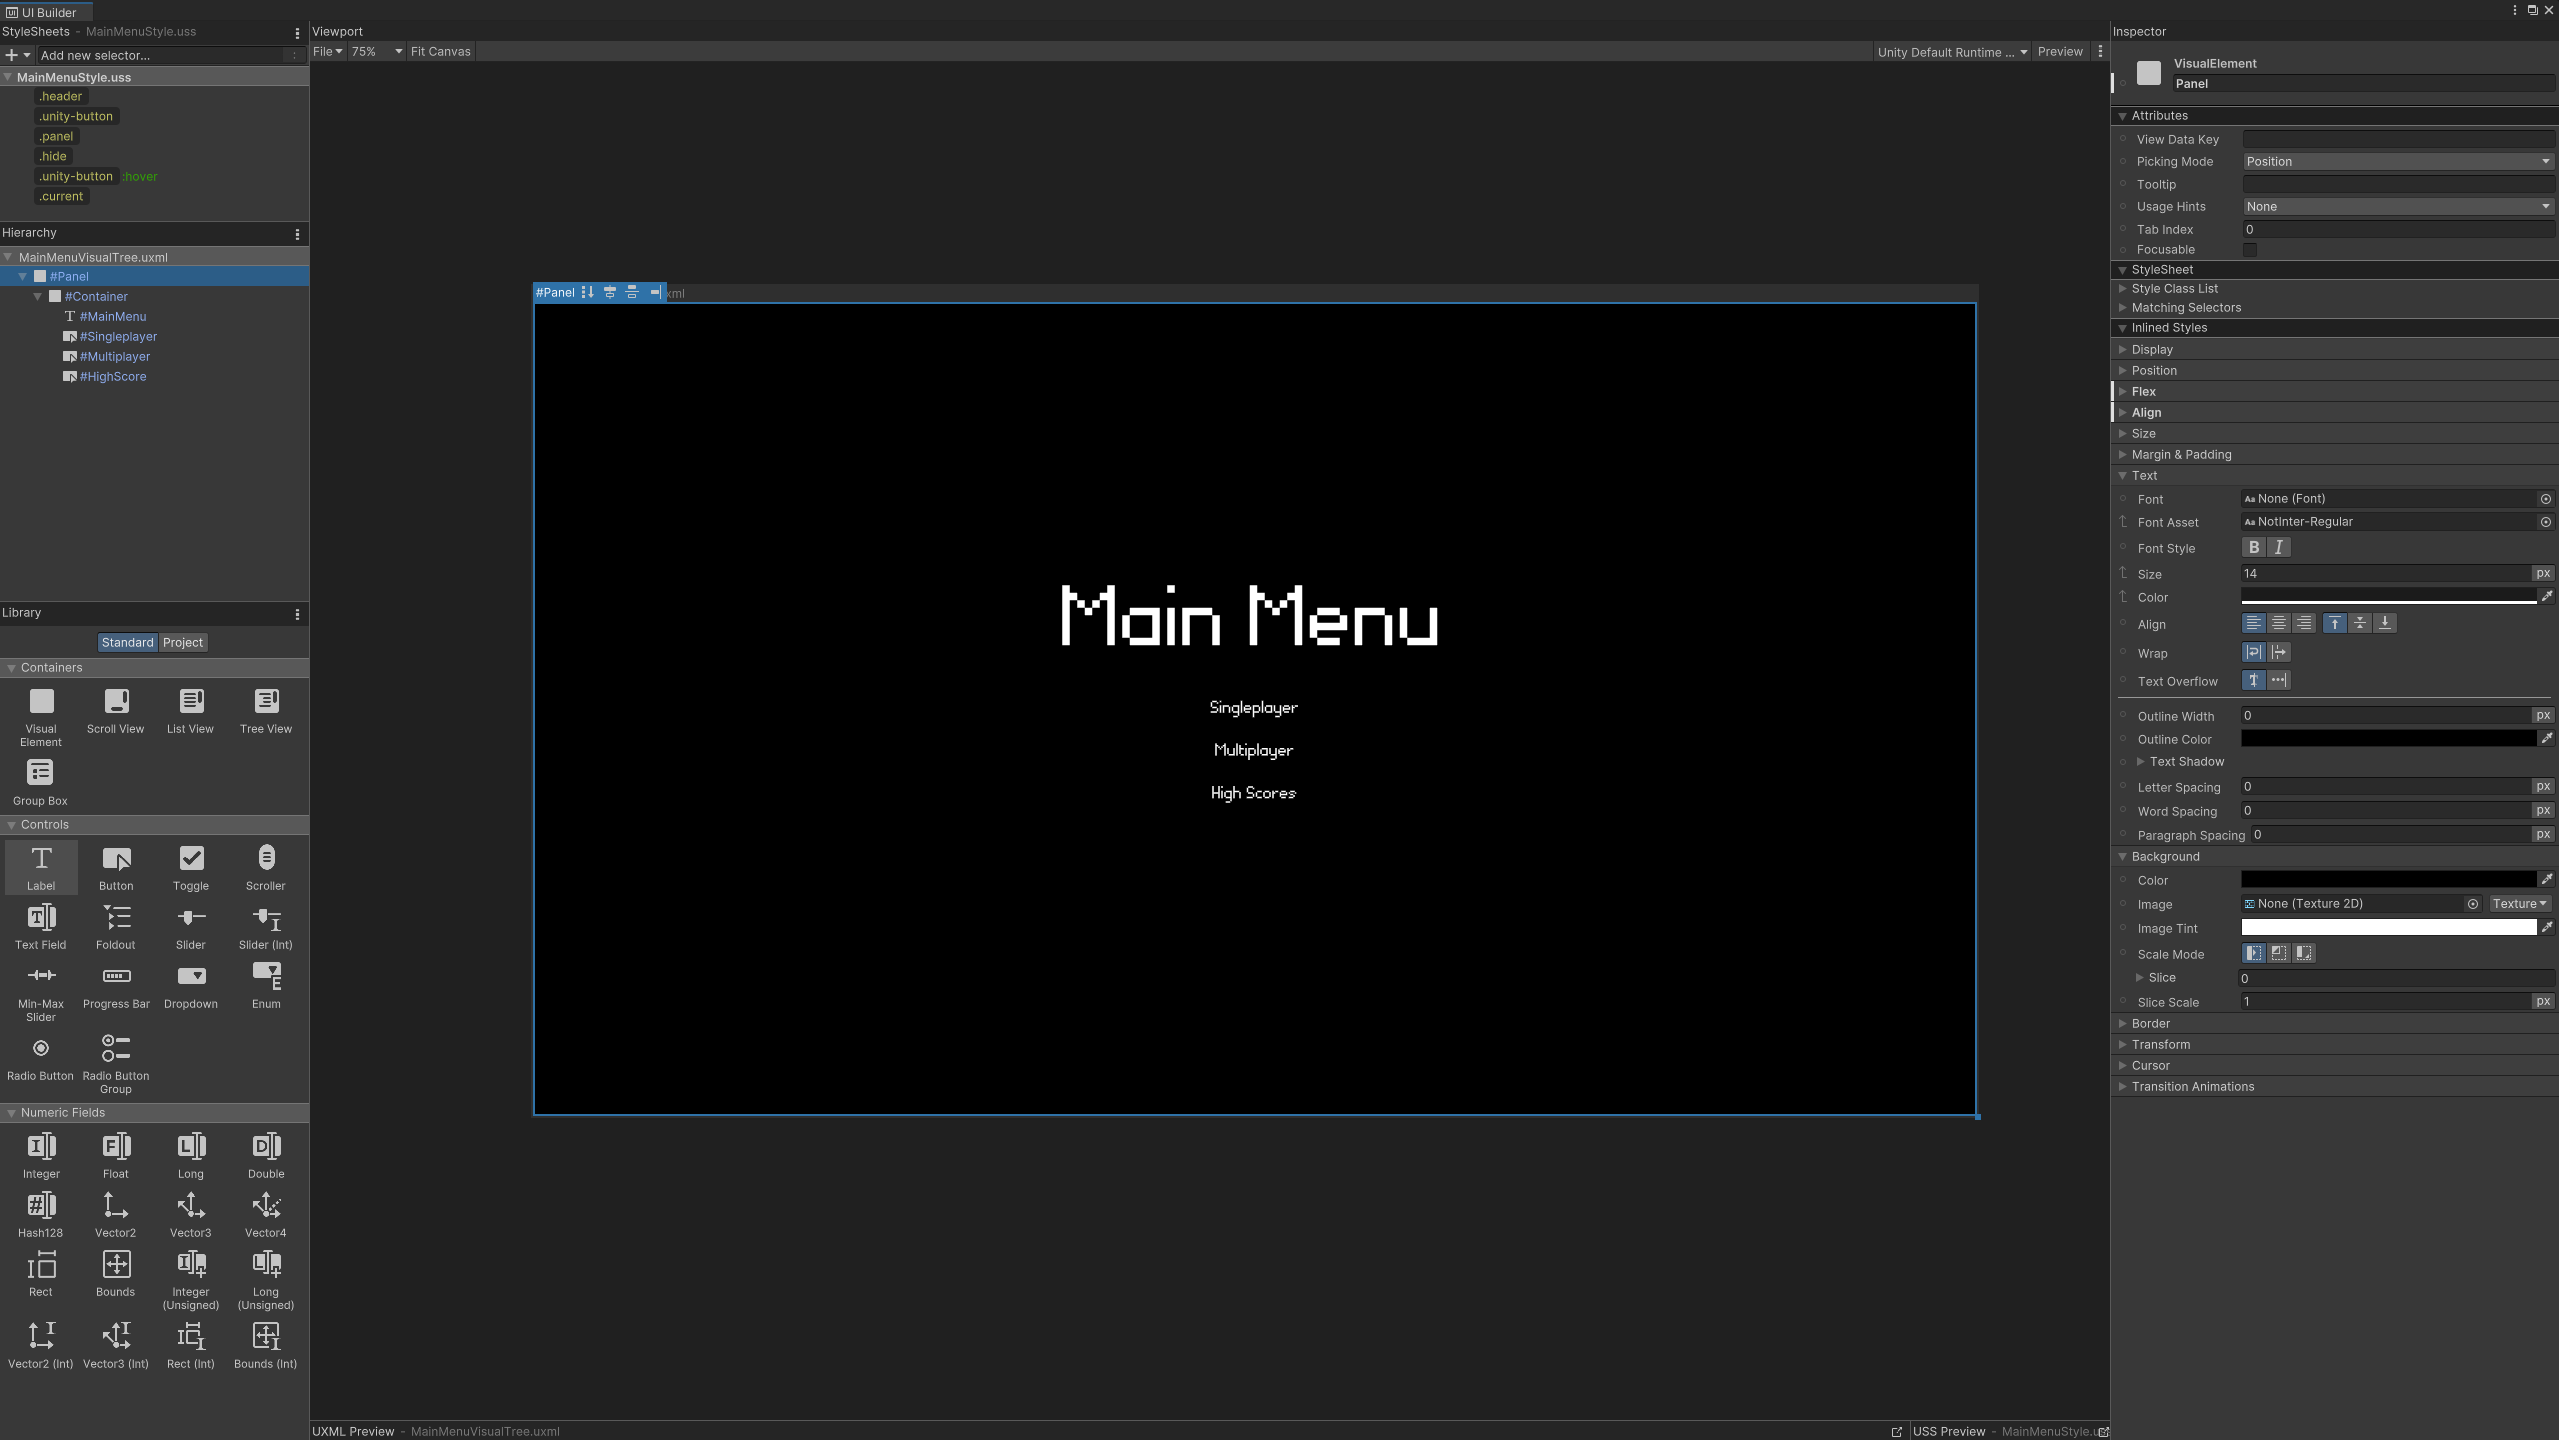 UI Builder
StyleSheets - MainMenuStyle.uss
Add new selector...
MainMenuStyle.uss
.header
.unity-button
.panel
.hide
.unity-button :hover
.current
Hierarchy
MainMenuVisualTree.uxml
#Panel
#Container
#MainMenu
#Singleplayer
#Multiplayer
#HighScore
Library
Standard Project
Containers
Visual Element
Scroll View
List View
Tree View
Group Box
Controls
Label
Button
Toggle
Scroller
Text Field
Foldout
Slider
Slider (Int)
Min-Max Slider
Progress Bar
Dropdown
Enum
Radio Button
Radio Button Group
Numeric Fields
Integer
Float
Long
Double
Hash128
Vector2
Vector3
Vector4
Rect
Bounds
Integer (Unsigned)
Long (Unsigned)
Vector2 (Int)
Vector3 (Int)
Rect (Int)
Bounds (Int)
Viewport
File 75% Fit Canvas
Unity Default Runtime ... Preview
#Panel xml
Main Menu
Singleplayer
Multiplayer
High Scores
UXML Preview - MainMenuVisualTree.uxml
USS Preview - MainMenuStyle.u
Inspector
VisualElement
Panel
Attributes
View Data Key
Picking Mode Position
Tooltip
Usage Hints None
Tab Index 0
Focusable
StyleSheet
Style Class List
Matching Selectors
Inlined Styles
Display
Position
Flex
Align
Size
Margin & Padding
Text
Font Aa None (Font)
Font Asset Aa NotInter-Regular
Font Style B I
Size 14 px
Color
Align
Wrap
Text Overflow
Outline Width 0 px
Outline Color
Text Shadow
Letter Spacing 0 px
Word Spacing 0 px
Paragraph Spacing 0 px
Background
Color
Image None (Texture 2D) Texture
Image Tint
Scale Mode
Slice 0
Slice Scale 1 px
Border
Transform
Cursor
Transition Animations